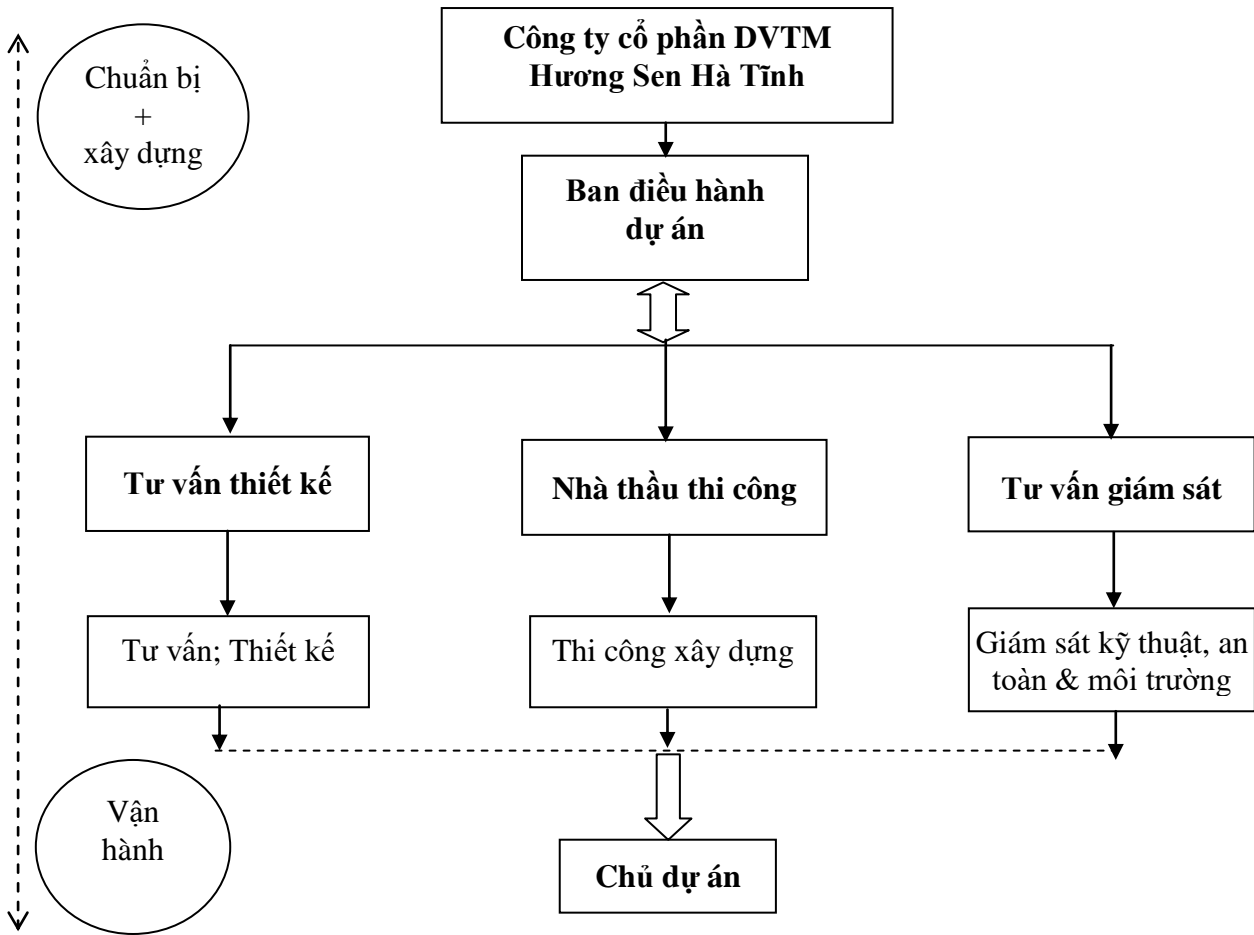 Công ty cổ phần DVTM
Hương Sen Hà Tĩnh
Chuẩn bị
+
xây dựng
Ban điều hành
dự án
Tư vấn thiết kế
Nhà thầu thi công
Tư vấn giám sát
Tư vấn; Thiết kế
Thi công xây dựng
Giám sát kỹ thuật, an
toàn & môi trường
Vận
hành
Chủ dự án